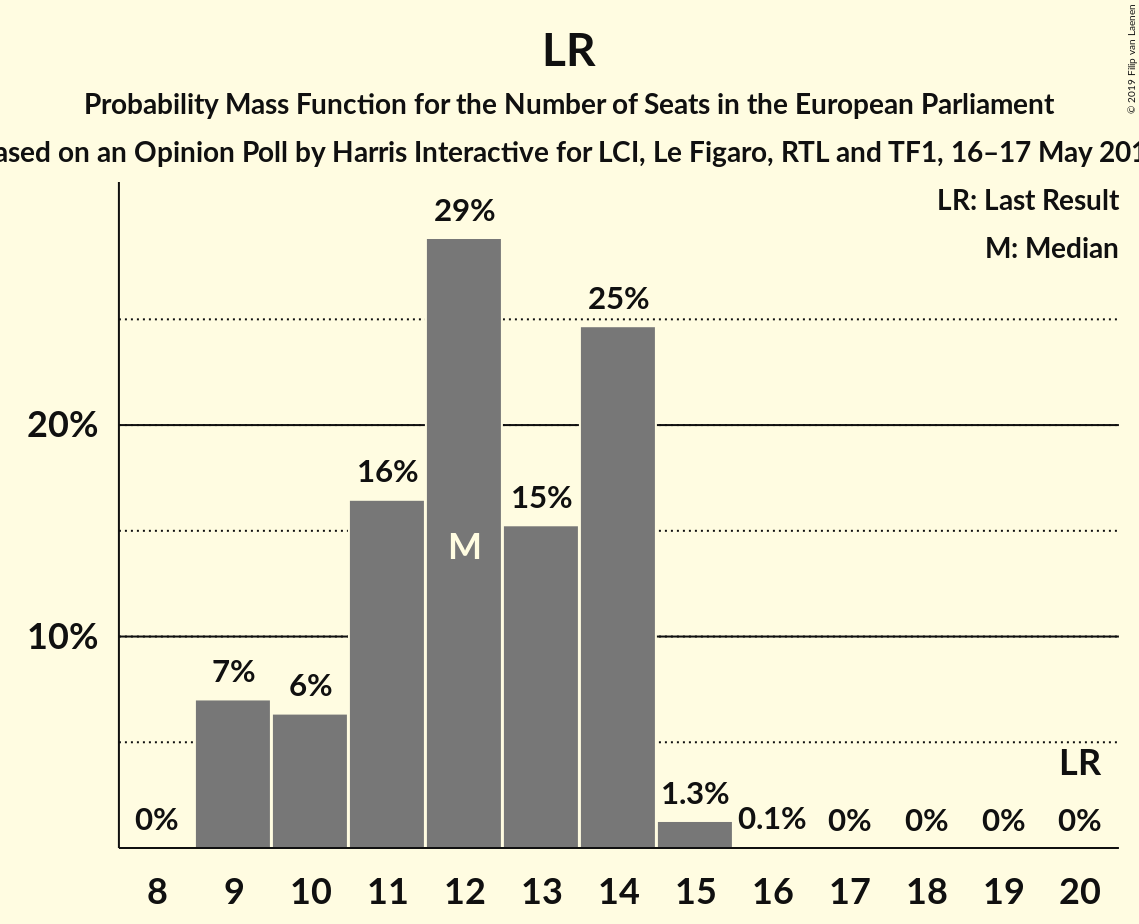 LR
Probability Mass Function for the Number of Seats in the European Parliament
ased on an Opinion Poll by Harris Interactive for LCI, Le Figaro, RTL and TF1, 16–17 May 201
© 2019 Filip van Laenen
LR: Last Result
M: Median
29%
25%
20%
16%
15%
M
10%
7%
6%
LR
0%
1.3%
0.1%
0%
0%
0%
0%
8 9 10 11 12 13 14 15 16 17 18 19 20